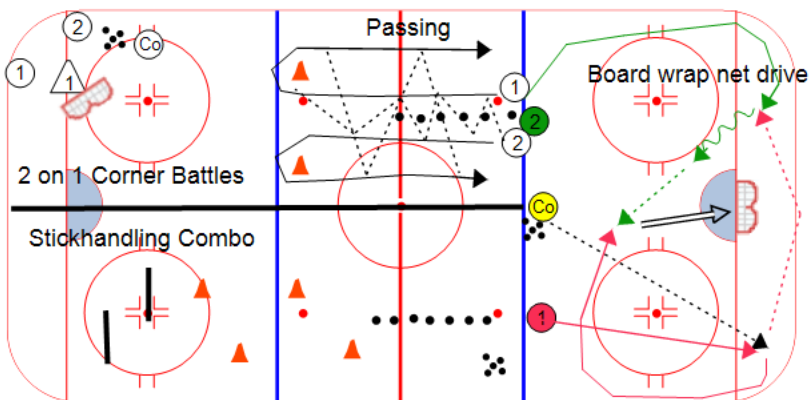 2
Co
Passing
1
1
1
2
2
Board wrap net drive
2 on 1 Corner Battles
Co
Stickhandling Combo
1